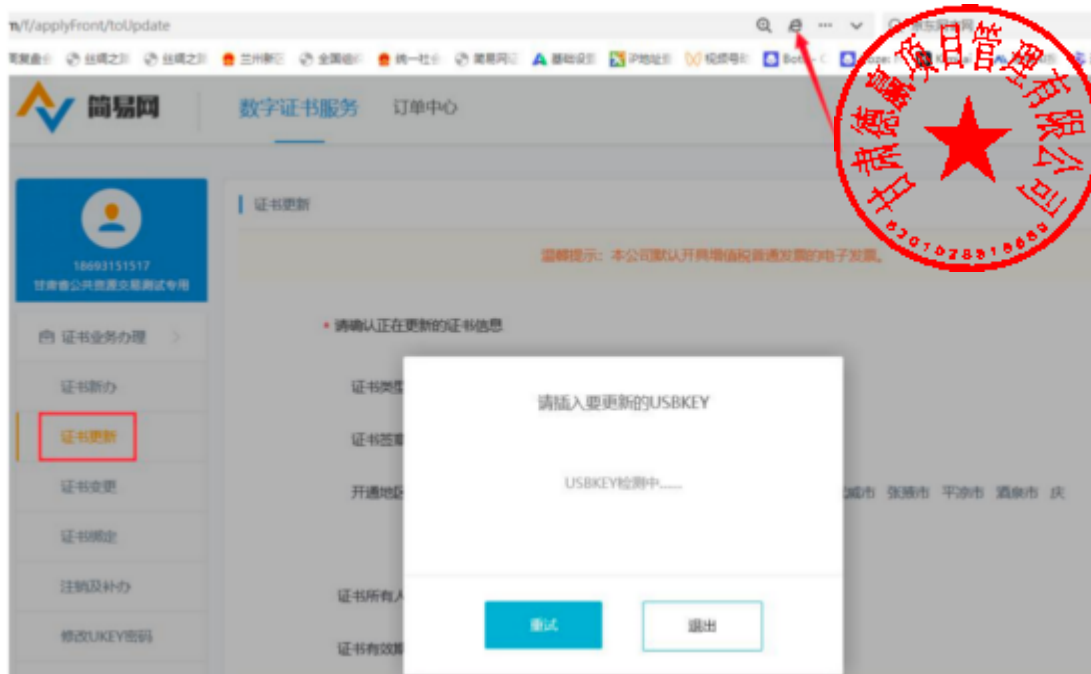 n/f/applyFront/toUpdate
简易网 数字证书服务 订单中心
证书更新
18693151517
甘肃省公共资源交易测试专用
温馨提示：本公司默认开具增值税普通发票的电子发票。
证书业务办理
* 请确认正在更新的证书信息
证书新办
证书类型
请插入要更新的USBKEY
证书更新
证书签章
USBKEY检测中......
证书变更
开通地区
威市 张掖市 平凉市 酒泉市 庆
证书绑定
注销及补办
证书所有人
重试 退出
修改UKEY密码
证书有效期
甘肃德赢项目管理有限公司